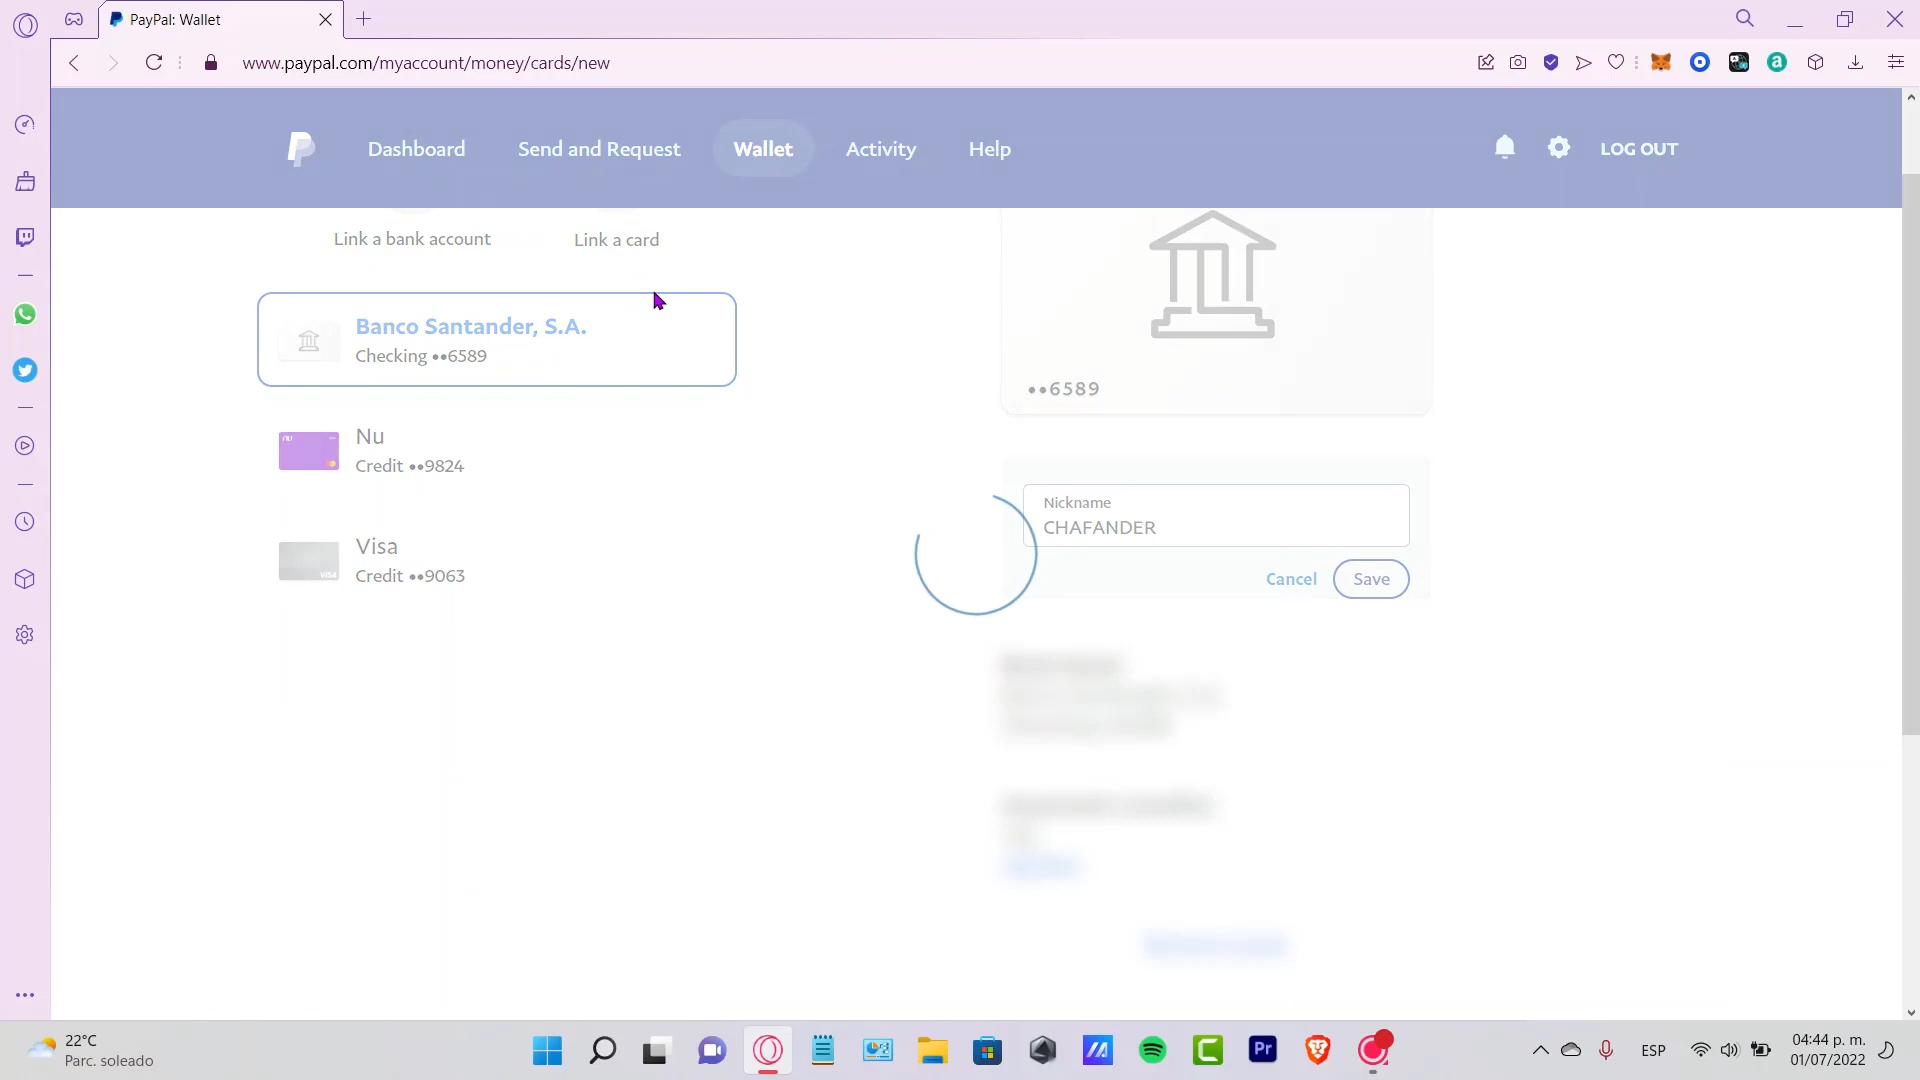 PayPal: Wallet
www.paypal.com/myaccount/money/cards/new
Dashboard
Send and Request
Wallet
Activity
Help
LOG OUT
Link a bank account
Link a card
Banco Santander, S.A.
Checking ••6589
Nu
Credit ••9824
Visa
Credit ••9063
••6589
Nickname
CHAFANDER
Cancel
Save
22°C
Parc. soleado
ESP
04:44 p. m.
01/07/2022